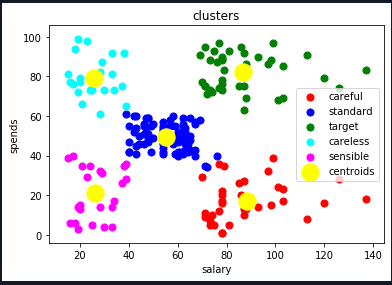 clusters
100
80
60
40
20
0
spends
careful
standard
target
careless
sensible
centroids
20
40
60
80
100
120
140
salary